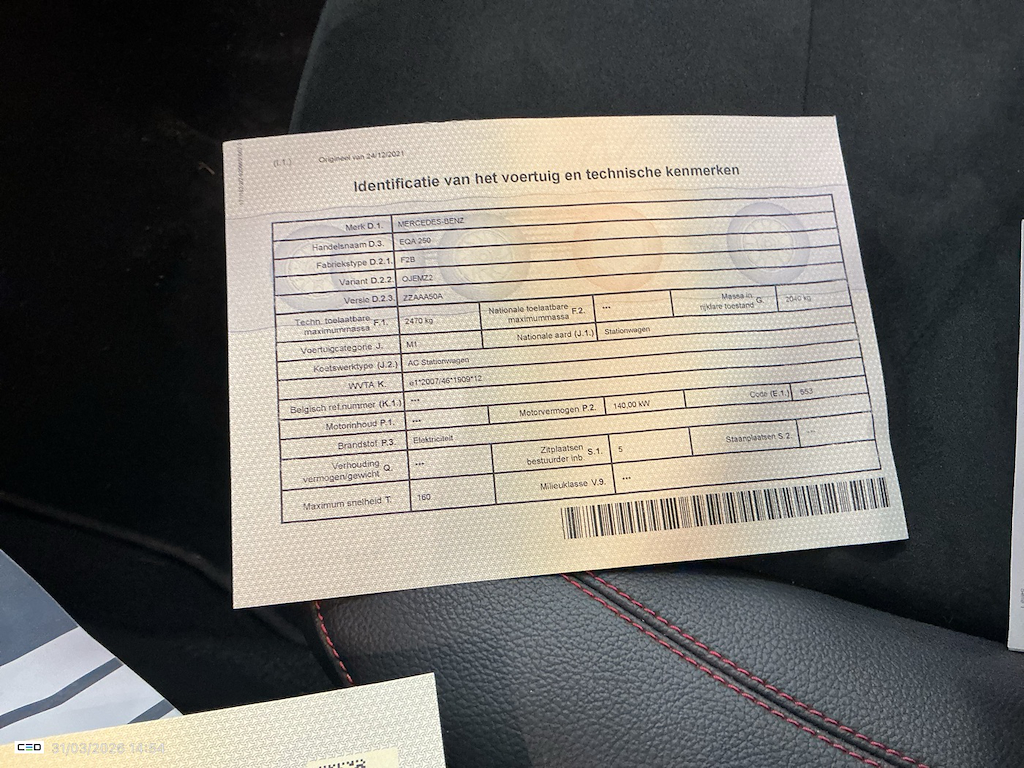 (I.1.) Origineel van 24/12/2021
Identificatie van het voertuig en technische kenmerken
Merk D.1. MERCEDES-BENZ
Handelsnaam D.3. EQA 250
Fabriekstype D.2.1. F2B
Variant D.2.2. OJEMZ2
Versie D.2.3. ZZAAA50A
Techn. toelaatbare maximummassa F.1. 2470 kg Nationale toelaatbare maximummassa F.2. *** Massa in rijklare toestand G. 2040 kg
Voertuigcategorie J. M1 Nationale aard (J.1.) Stationwagen
Koetswerktype (J.2.) AC Stationwagen
WVTA K. e1*2007/46*1909*12
Belgisch ref.nummer (K.1.) ***
Motorinhoud P.1. *** Motorvermogen P.2. 140,00 kW Code (E.1.) 653
Brandstof P.3. Elektriciteit
Verhouding vermogen/gewicht Q. *** Zitplaatsen bestuurder inb. S.1. 5 Staanplaatsen S.2. ***
Maximum snelheid T. 160 Milieuklasse V.9. ***
CEO 31/03/2026 14:54